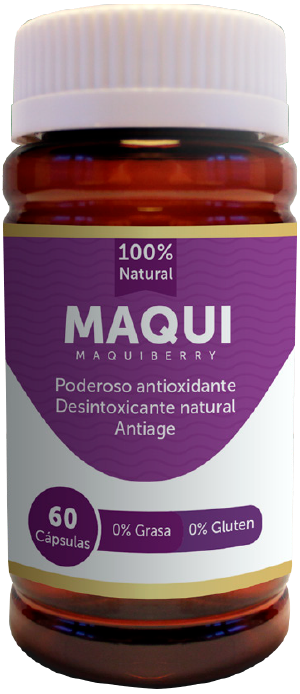 100%
Natural
MAQUI
MAQUIBERRY
Poderoso antioxidante
Desintoxicante natural
Antiage
60
Cápsulas
0% Grasa
0% Gluten